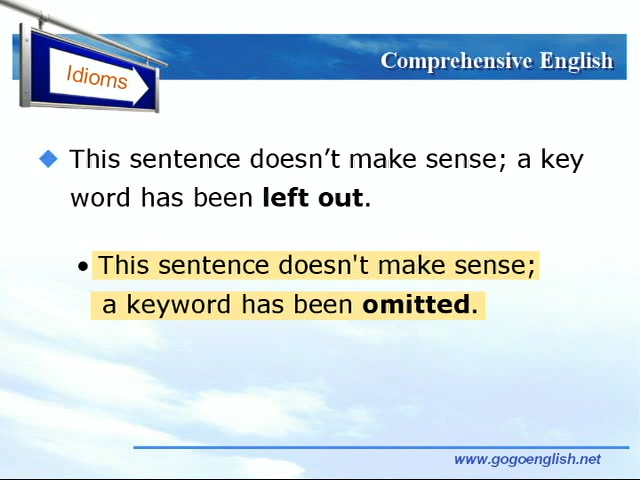 Idioms
Comprehensive English
This sentence doesn’t make sense; a key
word has been left out.
• This sentence doesn't make sense;
a keyword has been omitted.
www.gogoenglish.net